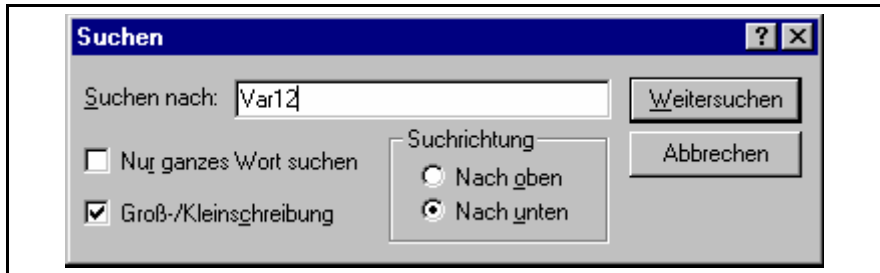 Suchen
Suchen nach: Var12
Weitersuchen
Nur ganzes Wort suchen
Groß-/Kleinschreibung
Suchrichtung
Nach oben
Nach unten
Abbrechen